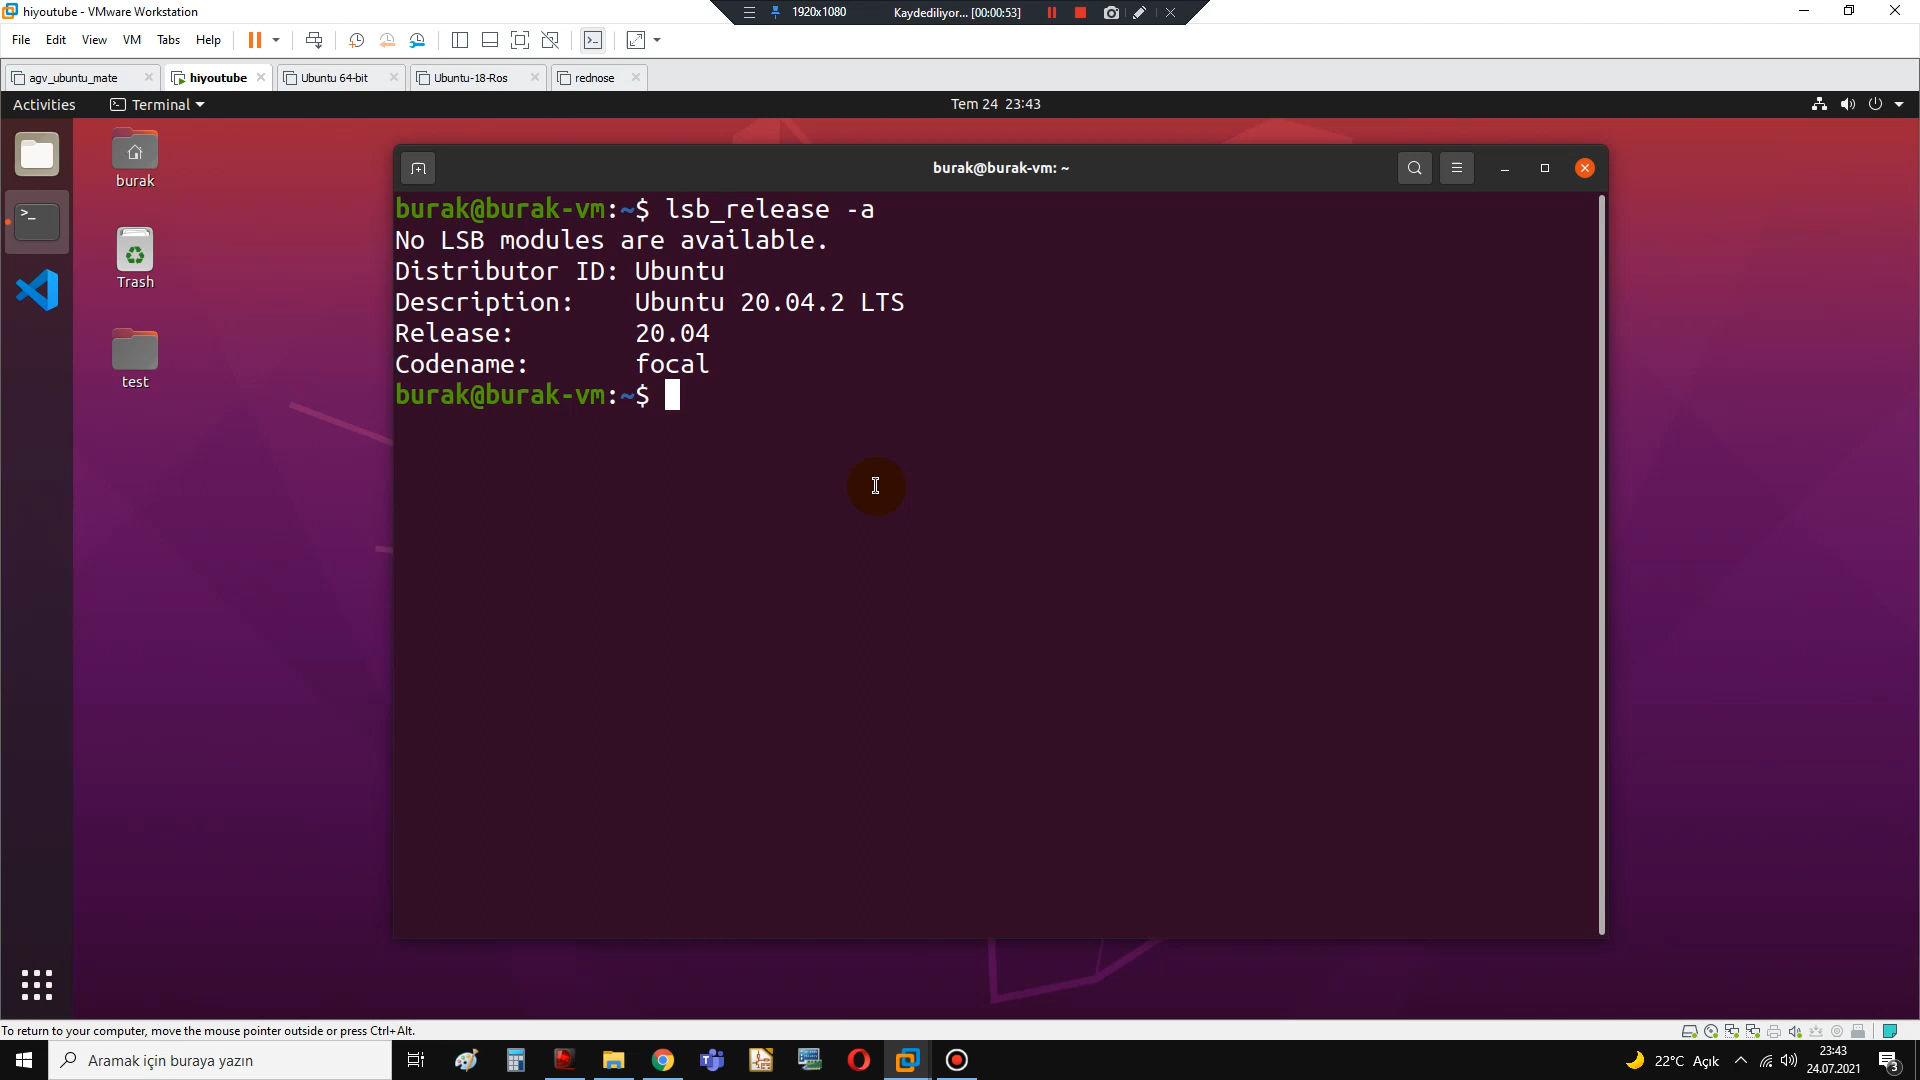 hiyoutube - VMware Workstation
1920x1080 Kaydediliyor... [00:00:53]
File Edit View VM Tabs Help
agv_ubuntu_mate hiyoutube Ubuntu 64-bit Ubuntu-18-Ros rednose
Activities Terminal Tem 24 23:43
burak
Trash
test
burak@burak-vm: ~
burak@burak-vm:~$ lsb_release -a
No LSB modules are available.
Distributor ID: Ubuntu
Description: Ubuntu 20.04.2 LTS
Release: 20.04
Codename: focal
burak@burak-vm:~$
To return to your computer, move the mouse pointer outside or press Ctrl+Alt.
Aramak için buraya yazın
22°C Açık
23:43
24.07.2021
3